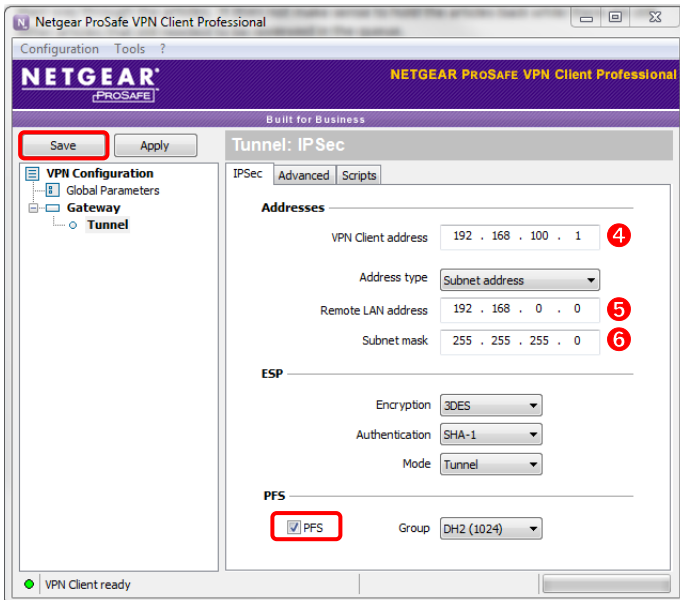 Netgear ProSafe VPN Client Professional
Configuration Tools ?
NETGEAR®
PROSAFE
NETGEAR PROSAFE VPN Client Professional
Built for Business
Save Apply
Tunnel: IPSec
VPN Configuration
Global Parameters
Gateway
Tunnel
IPSec Advanced Scripts
Addresses
VPN Client address 192 . 168 . 100 . 1 4
Address type Subnet address
Remote LAN address 192 . 168 . 0 . 0 5
Subnet mask 255 . 255 . 255 . 0 6
ESP
Encryption 3DES
Authentication SHA-1
Mode Tunnel
PFS
PFS Group DH2 (1024)
VPN Client ready